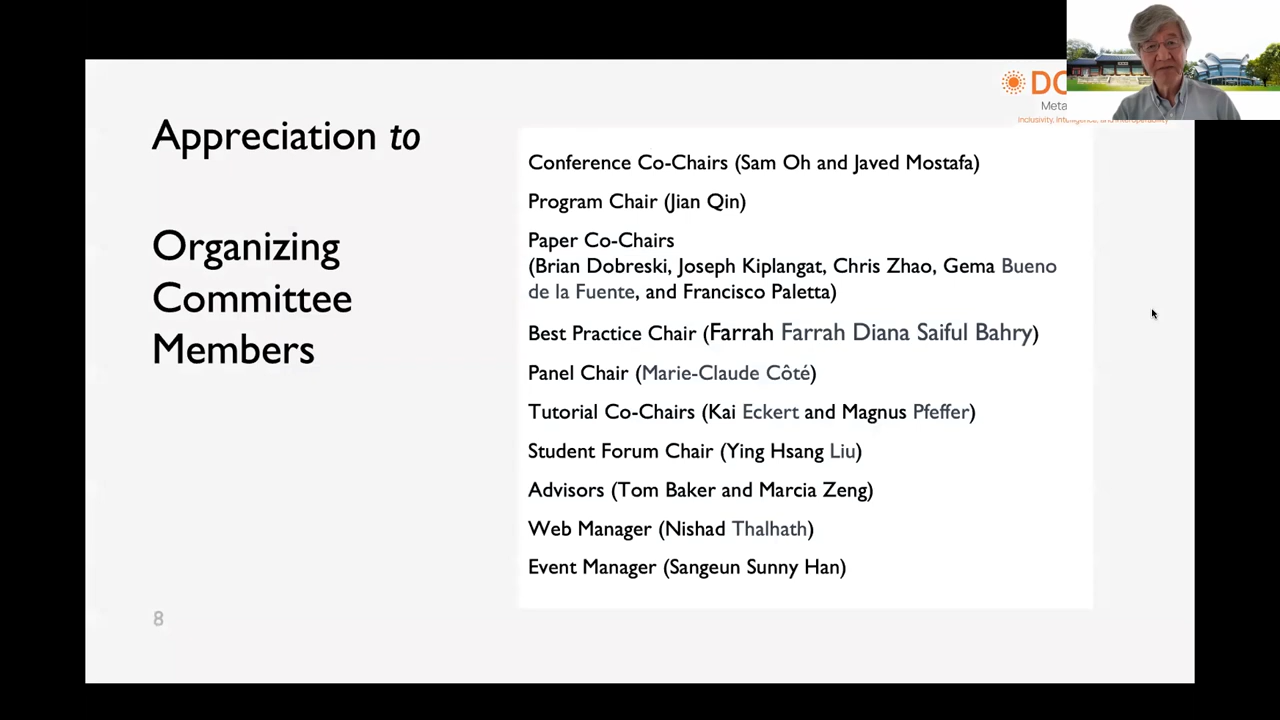 Appreciation to
Organizing
Committee
Members
DC
Meta
Inclusivity, Intelligence, and Interoperability
Conference Co-Chairs (Sam Oh and Javed Mostafa)
Program Chair (Jian Qin)
Paper Co-Chairs
(Brian Dobreski, Joseph Kiplangat, Chris Zhao, Gema Bueno
de la Fuente, and Francisco Paletta)
Best Practice Chair (Farrah Farrah Diana Saiful Bahry)
Panel Chair (Marie-Claude Côté)
Tutorial Co-Chairs (Kai Eckert and Magnus Pfeffer)
Student Forum Chair (Ying Hsang Liu)
Advisors (Tom Baker and Marcia Zeng)
Web Manager (Nishad Thalhath)
Event Manager (Sangeun Sunny Han)
8